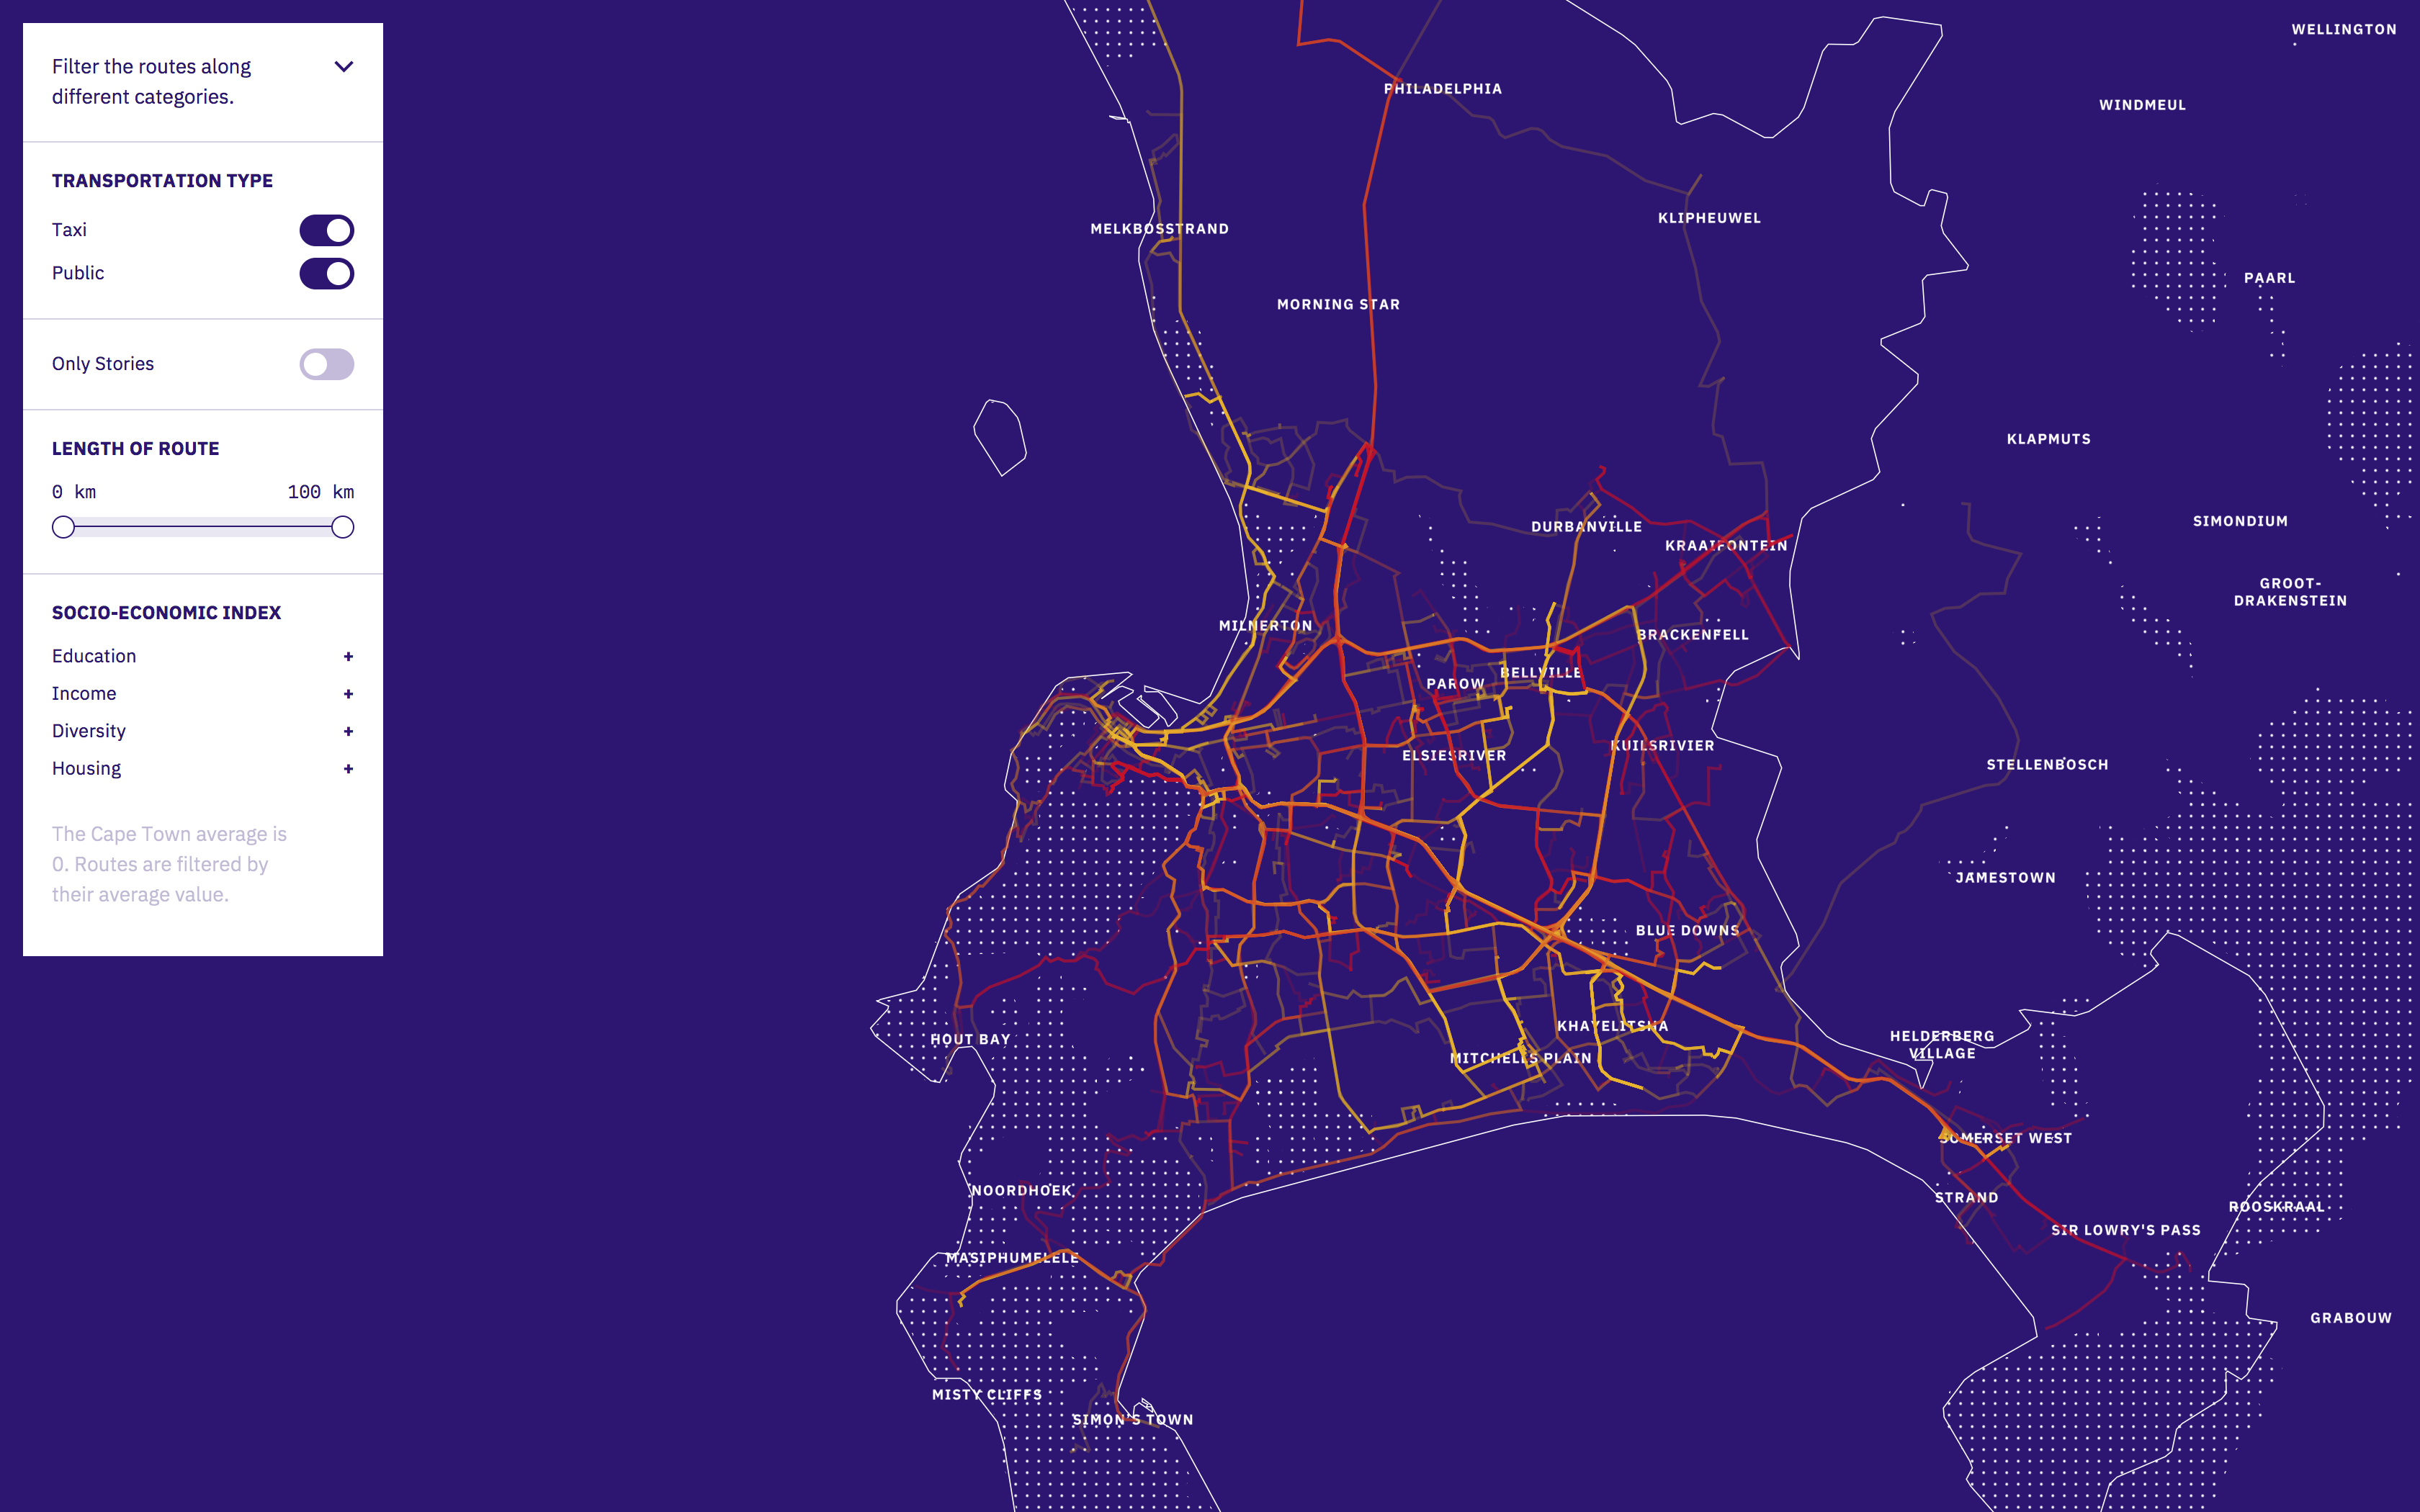 Filter the routes along
different categories.
TRANSPORTATION TYPE
Taxi
Public
Only Stories
LENGTH OF ROUTE
0 km 100 km
SOCIO-ECONOMIC INDEX
Education +
Income +
Diversity +
Housing +
The Cape Town average is
0. Routes are filtered by
their average value.
WELLINGTON
PHILADELPHIA
WINDMEUL
KLIPHEUWEL
MELKBOSSTRAND
PAARL
MORNING STAR
KLAPMUTS
SIMONDIUM
DURBANVILLE
KRAAIFONTEIN
GROOT-
DRAKENSTEIN
MILNERTON
BRACKENFELL
BELLVILLE
PAROW
KUILSRIVIER
ELSIESRIVER
STELLENBOSCH
JAMESTOWN
BLUE DOWNS
KHAYELITSHA
HOUT BAY
HELDERBERG
VILLAGE
MITCHELLS PLAIN
SOMERSET WEST
NOORDHOEK
STRAND
ROOSKRAAL
SIR LOWRY'S PASS
MASIPHUMELELE
GRABOUW
MISTY CLIFFS
SIMON'S TOWN